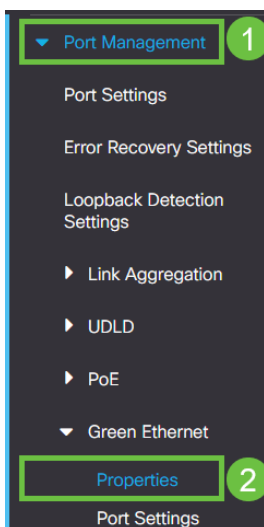 Port Management 1
Port Settings
Error Recovery Settings
Loopback Detection
Settings
Link Aggregation
UDLD
PoE
Green Ethernet
Properties 2
Port Settings